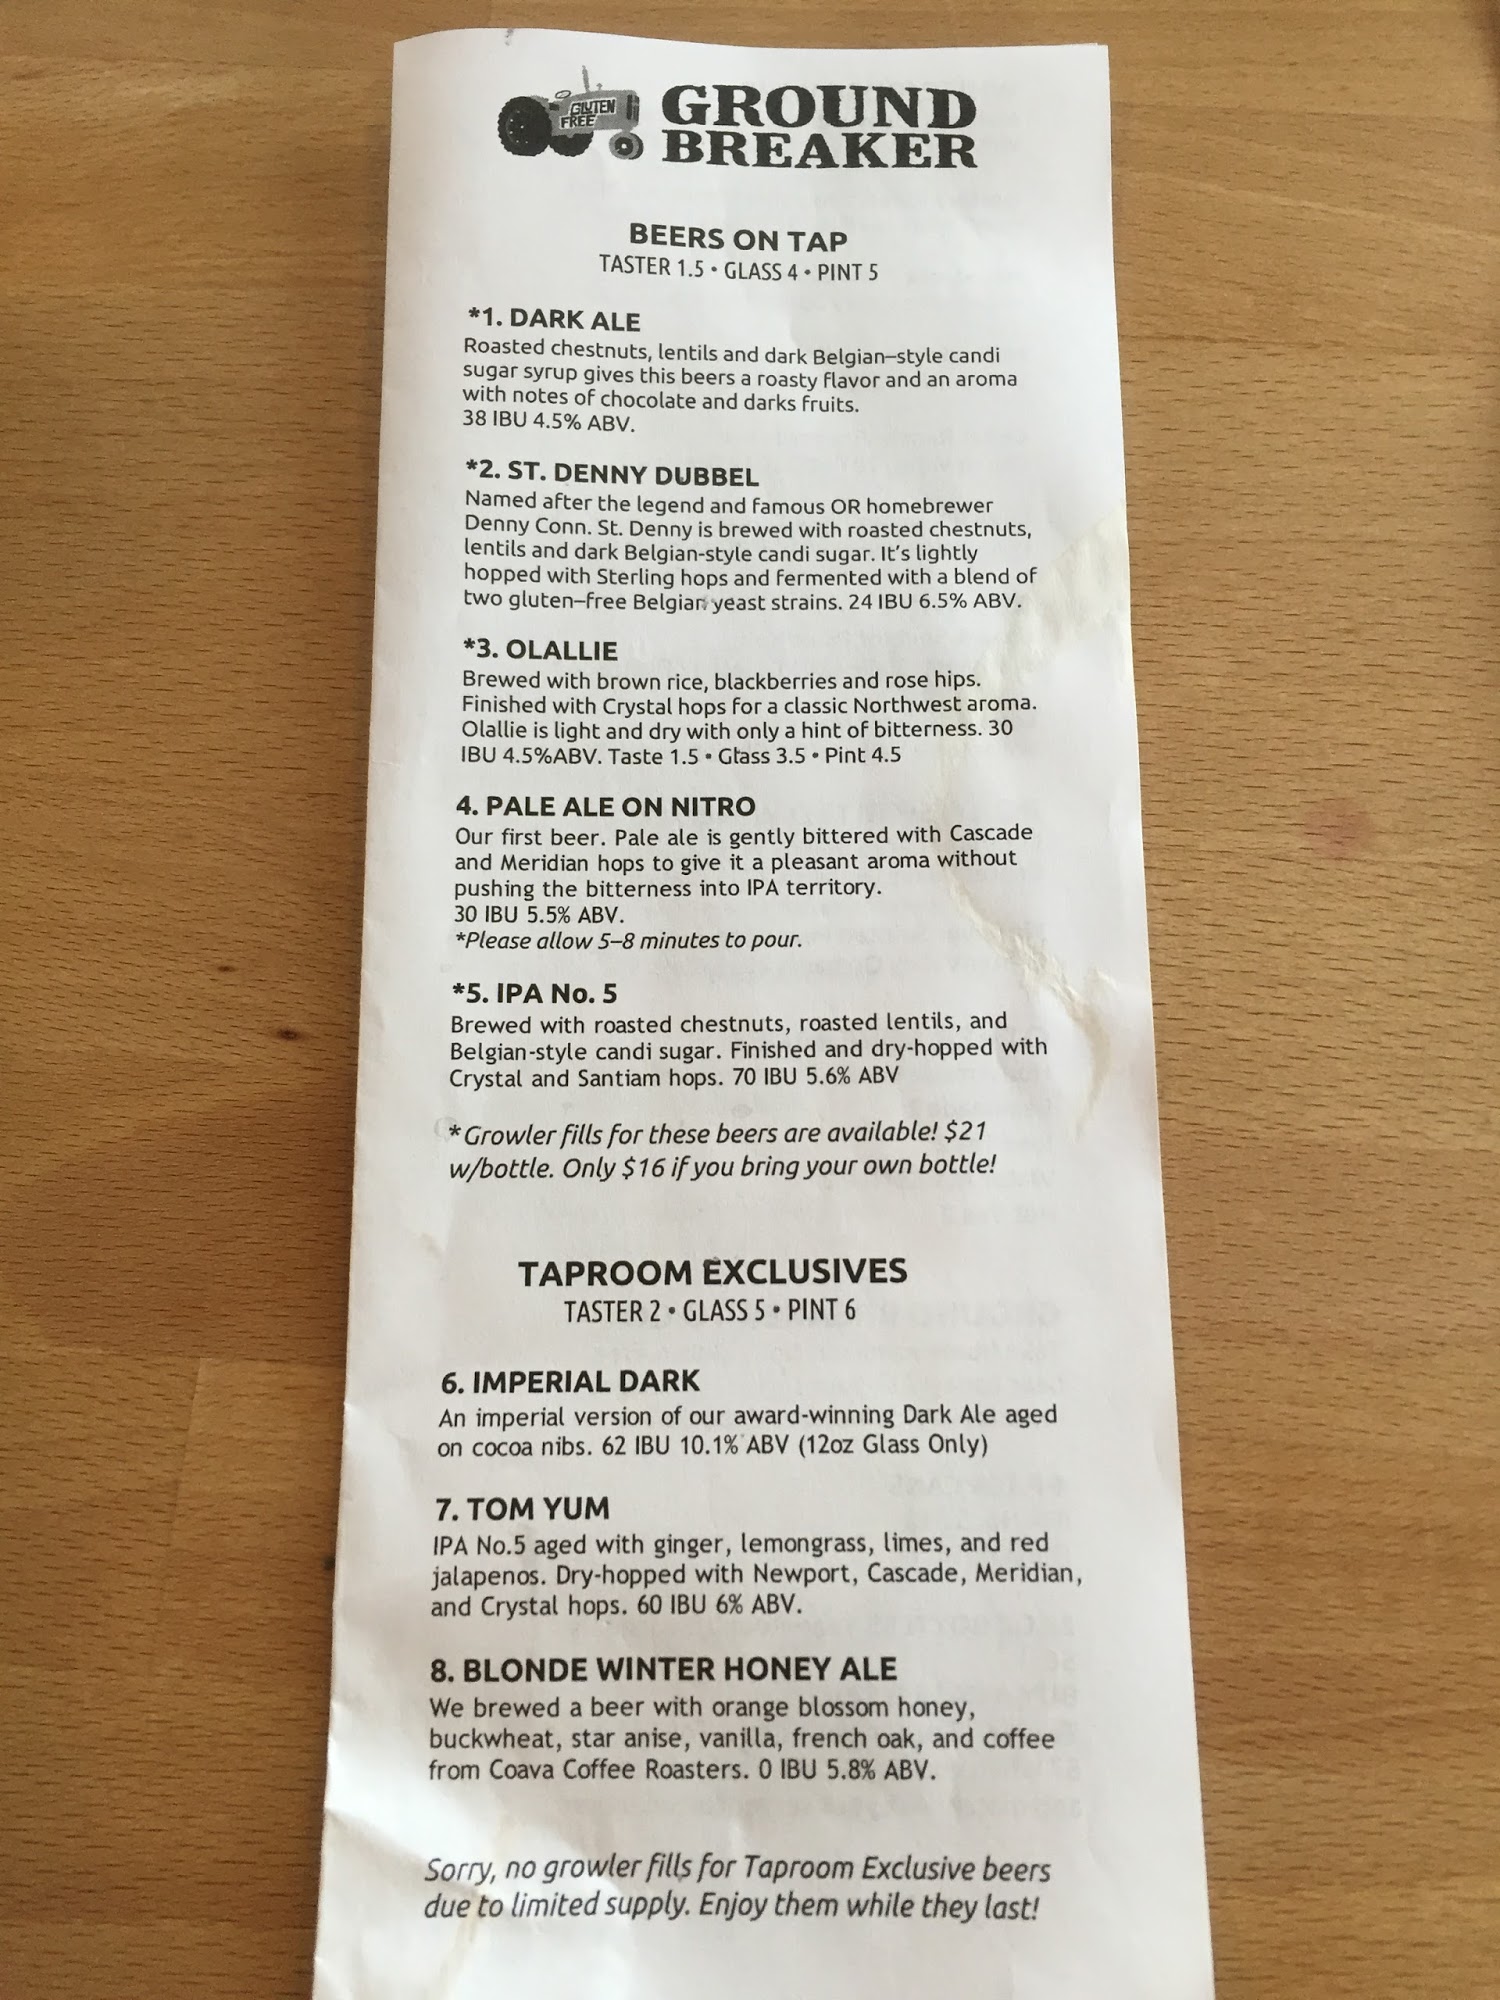 GLUTEN
FREE
GROUND
BREAKER
BEERS ON TAP
TASTER 1.5 • GLASS 4 • PINT 5
*1. DARK ALE
Roasted chestnuts, lentils and dark Belgian–style candi
sugar syrup gives this beers a roasty flavor and an aroma
with notes of chocolate and darks fruits.
38 IBU 4.5% ABV.
*2. ST. DENNY DUBBEL
Named after the legend and famous OR homebrewer
Denny Conn. St. Denny is brewed with roasted chestnuts,
lentils and dark Belgian-style candi sugar. It's lightly
hopped with Sterling hops and fermented with a blend of
two gluten–free Belgian yeast strains. 24 IBU 6.5% ABV.
*3. OLALLIE
Brewed with brown rice, blackberries and rose hips.
Finished with Crystal hops for a classic Northwest aroma.
Olallie is light and dry with only a hint of bitterness. 30
IBU 4.5%ABV. Taste 1.5 • Glass 3.5 • Pint 4.5
4. PALE ALE ON NITRO
Our first beer. Pale ale is gently bittered with Cascade
and Meridian hops to give it a pleasant aroma without
pushing the bitterness into IPA territory.
30 IBU 5.5% ABV.
*Please allow 5–8 minutes to pour.
*5. IPA No. 5
Brewed with roasted chestnuts, roasted lentils, and
Belgian-style candi sugar. Finished and dry-hopped with
Crystal and Santiam hops. 70 IBU 5.6% ABV
* Growler fills for these beers are available! $21
w/bottle. Only $16 if you bring your own bottle!
TAPROOM EXCLUSIVES
TASTER 2 • GLASS 5 • PINT 6
6. IMPERIAL DARK
An imperial version of our award-winning Dark Ale aged
on cocoa nibs. 62 IBU 10.1% ABV (12oz Glass Only)
7. TOM YUM
IPA No.5 aged with ginger, lemongrass, limes, and red
jalapenos. Dry-hopped with Newport, Cascade, Meridian,
and Crystal hops. 60 IBU 6% ABV.
8. BLONDE WINTER HONEY ALE
We brewed a beer with orange blossom honey,
buckwheat, star anise, vanilla, french oak, and coffee
from Coava Coffee Roasters. 0 IBU 5.8% ABV.
Sorry, no growler fills for Taproom Exclusive beers
due to limited supply. Enjoy them while they last!